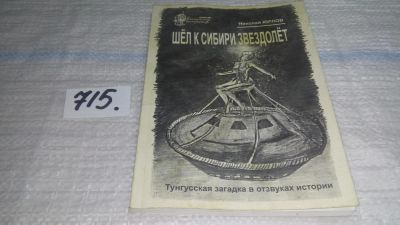 715.
Николай ЮРЛОВ
ШЁЛ К СИБИРИ ЗВЕЗДОЛЁТ
Тунгусская загадка в отзвуках истории